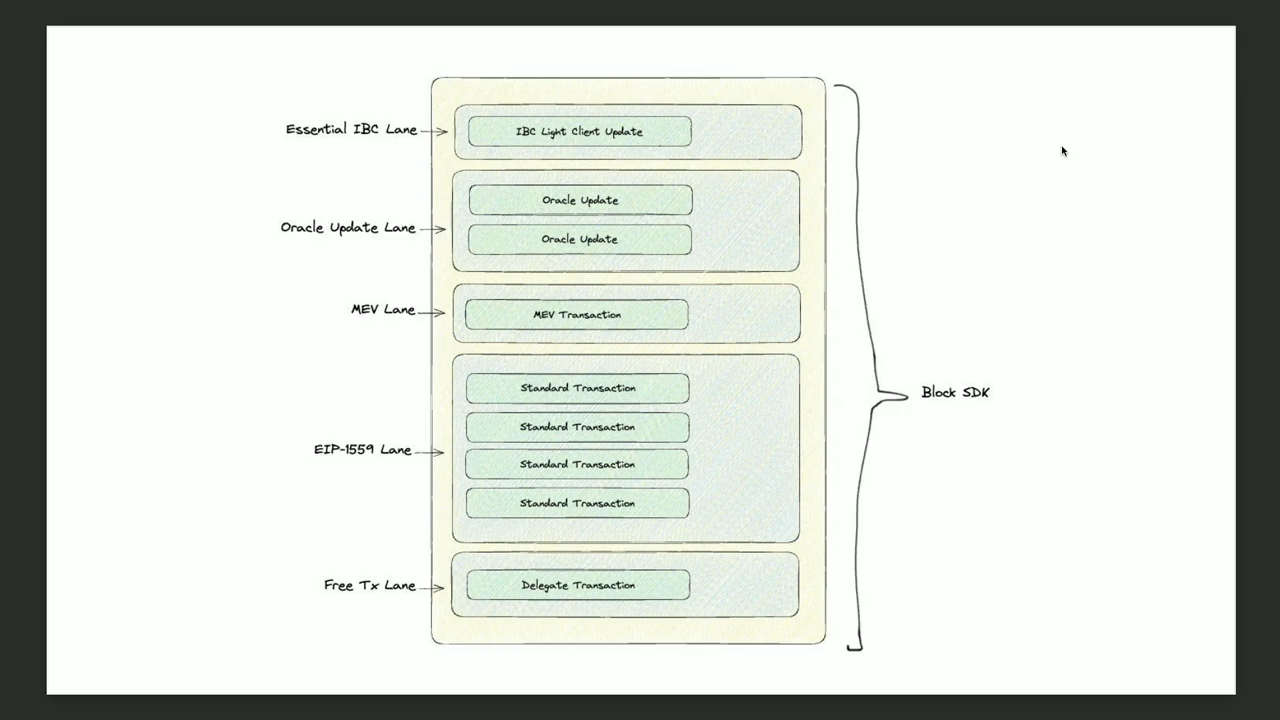 Essential IBC Lane
IBC Light Client Update
Oracle Update
Oracle Update Lane
Oracle Update
MEV Lane
MEV Transaction
Standard Transaction
Block SDK
Standard Transaction
EIP-1559 Lane
Standard Transaction
Standard Transaction
Free Tx Lane
Delegate Transaction